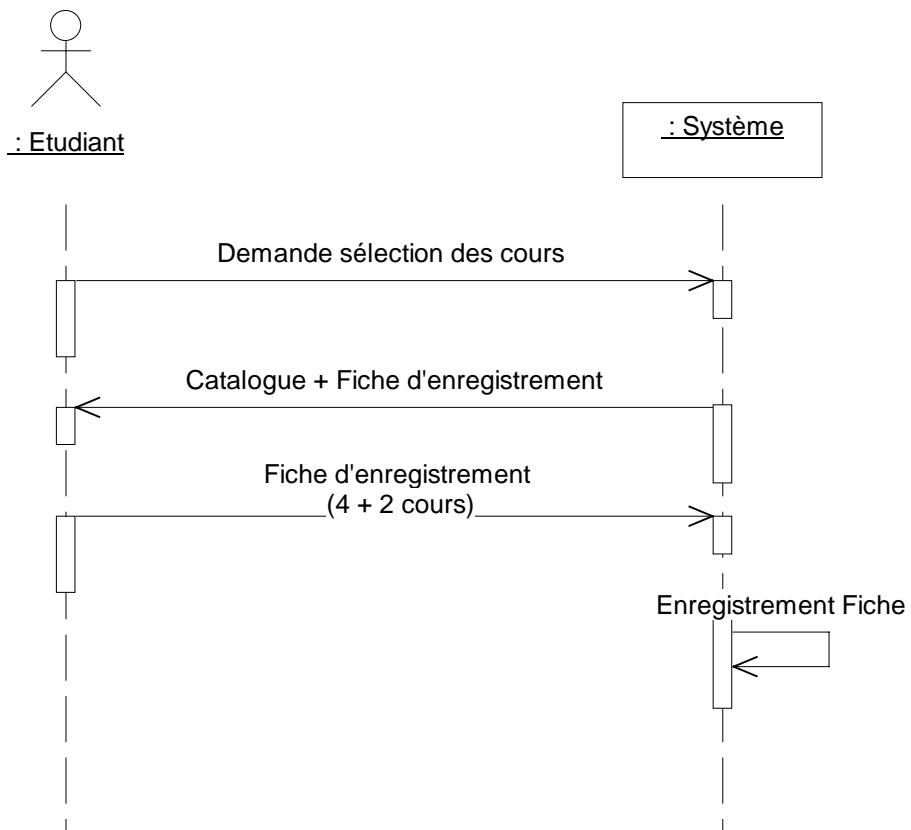 : Etudiant
: Système
Demande sélection des cours
Catalogue + Fiche d'enregistrement
Fiche d'enregistrement
(4 + 2 cours)
Enregistrement Fiche